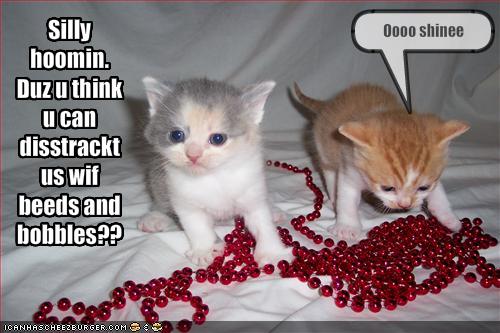 Silly
hoomin.
Duz u think
u can
disstrackt
us wif
beeds and
bobbles??
Oooo shinee
ICANHASCHEEZBURGER.COM